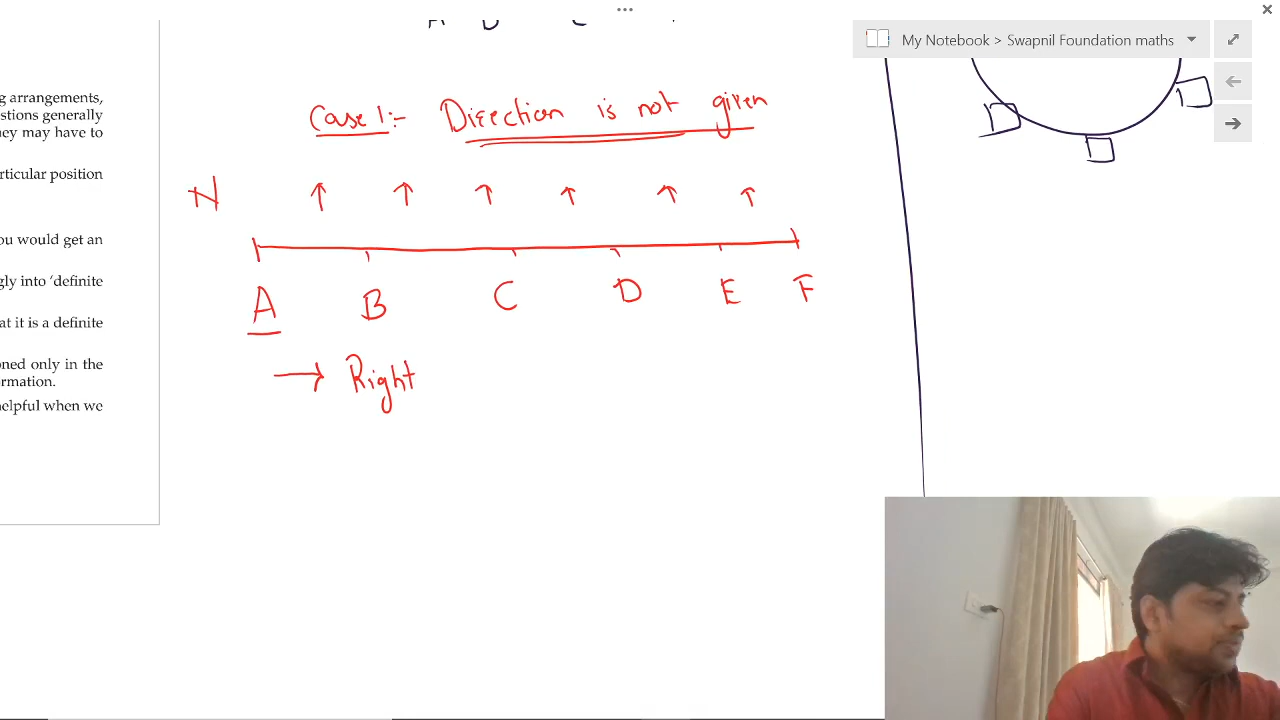 My Notebook > Swapnil Foundation maths
g arrangements,
stions generally
ey may have to
rticular position
ou would get an
gly into ‘definite
at it is a definite
oned only in the
rmation.
helpful when we
Case 1:- Direction is not given
N ↑ ↑ ↑ ↑ ↑ ↑
A B C D E F
→ Right